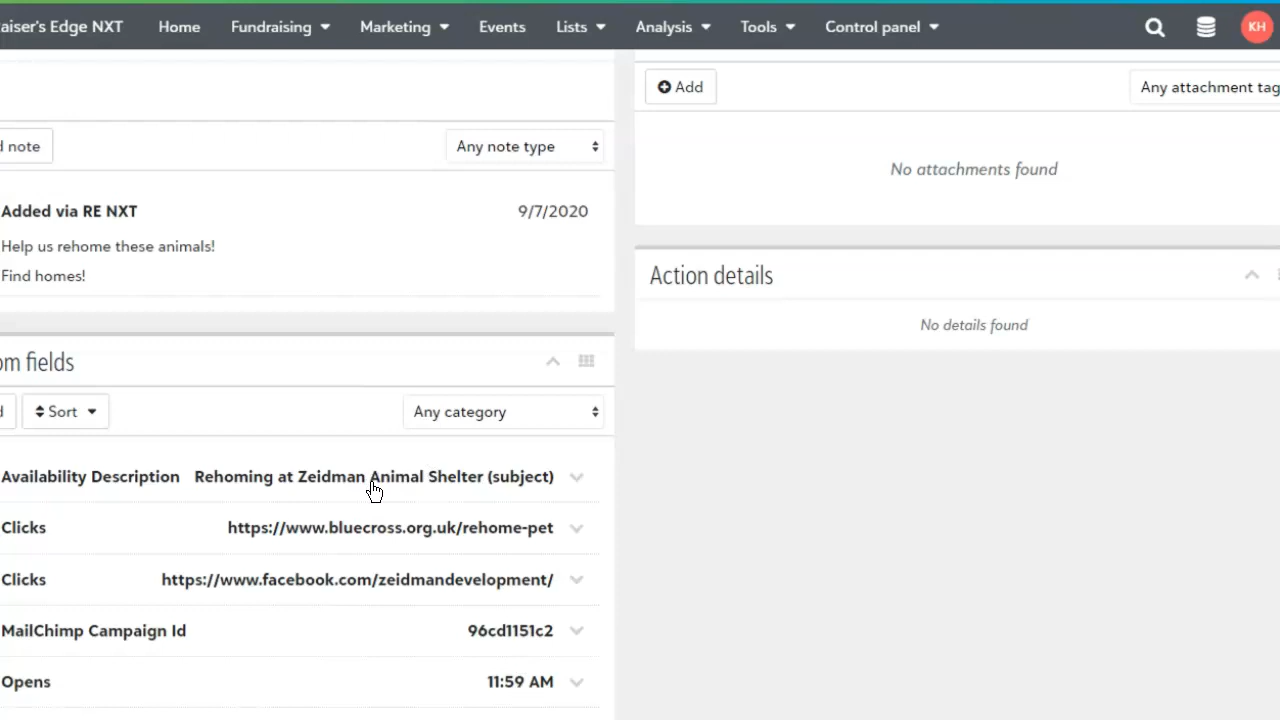 aiser's Edge NXT Home Fundraising Marketing Events Lists Analysis Tools Control panel KH
Add Any attachment tag
No attachments found
d note Any note type
Added via RE NXT 9/7/2020
Help us rehome these animals!
Find homes!
Action details
No details found
om fields
d Sort Any category
Availability Description Rehoming at Zeidman Animal Shelter (subject)
Clicks https://www.bluecross.org.uk/rehome-pet
Clicks https://www.facebook.com/zeidmandevelopment/
MailChimp Campaign Id 96cd1151c2
Opens 11:59 AM